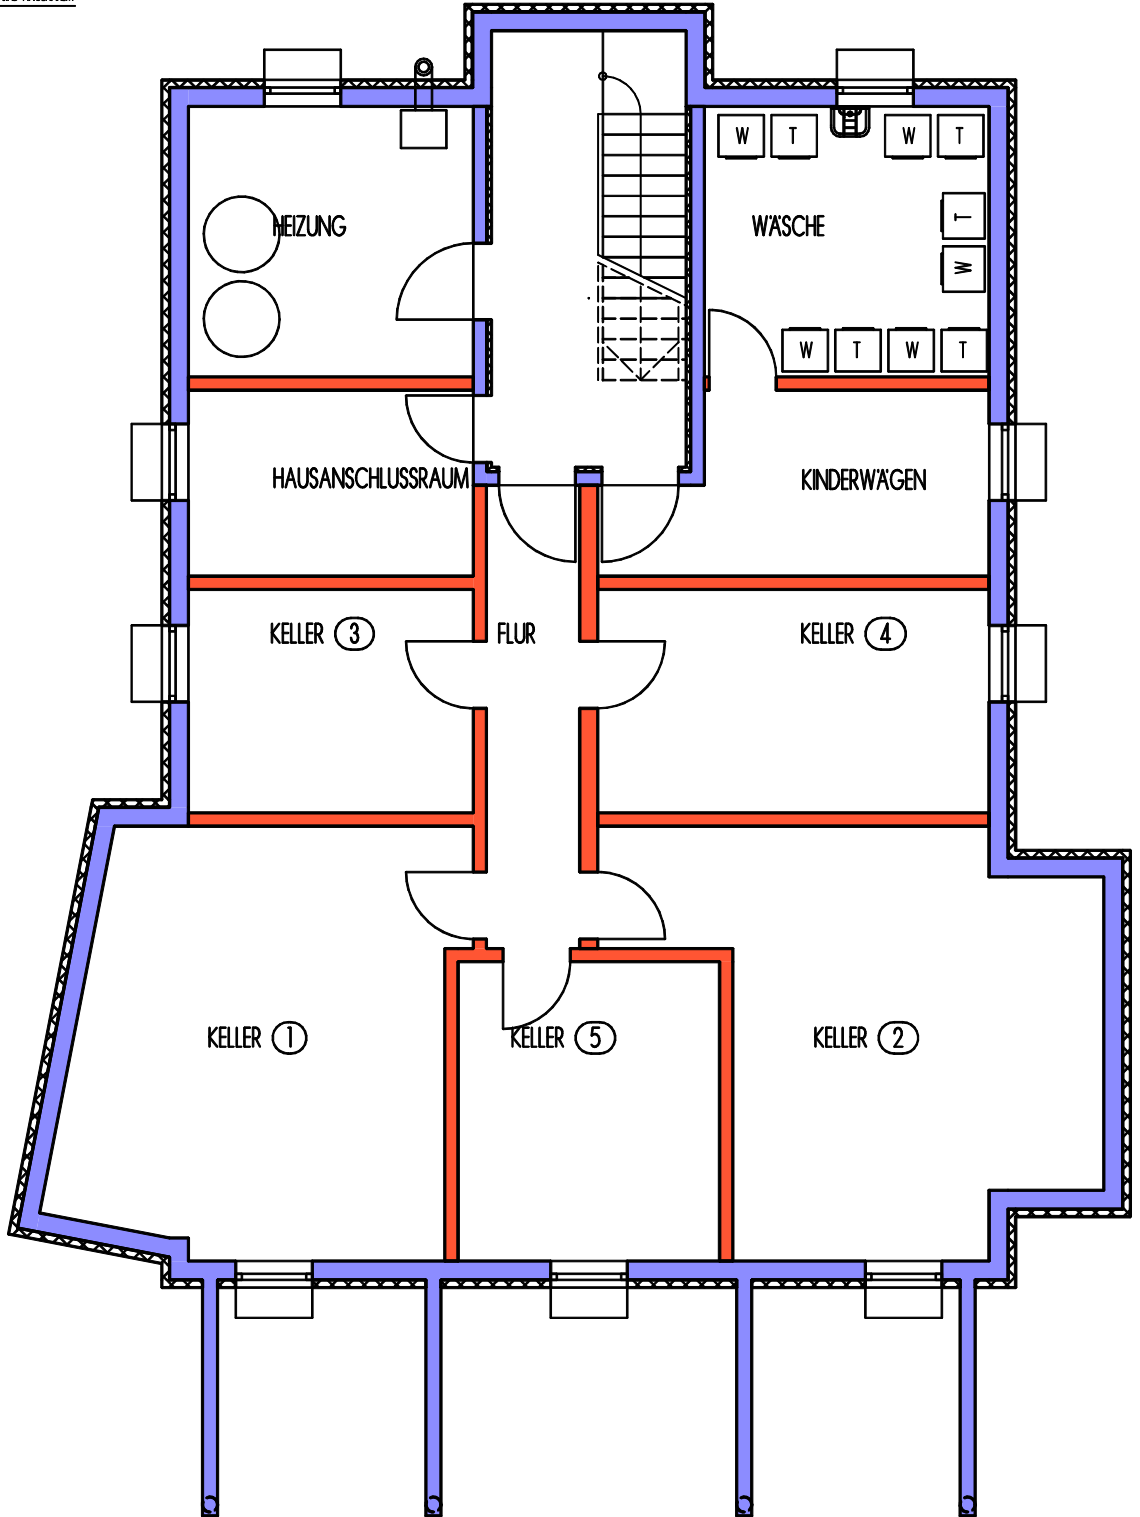 W T W T
HEIZUNG
WÄSCHE
T
W
W T W T
HAUSANSCHLUSSRAUM
KINDERWÄGEN
KELLER 3
FLUR
KELLER 4
KELLER 1
KELLER 5
KELLER 2